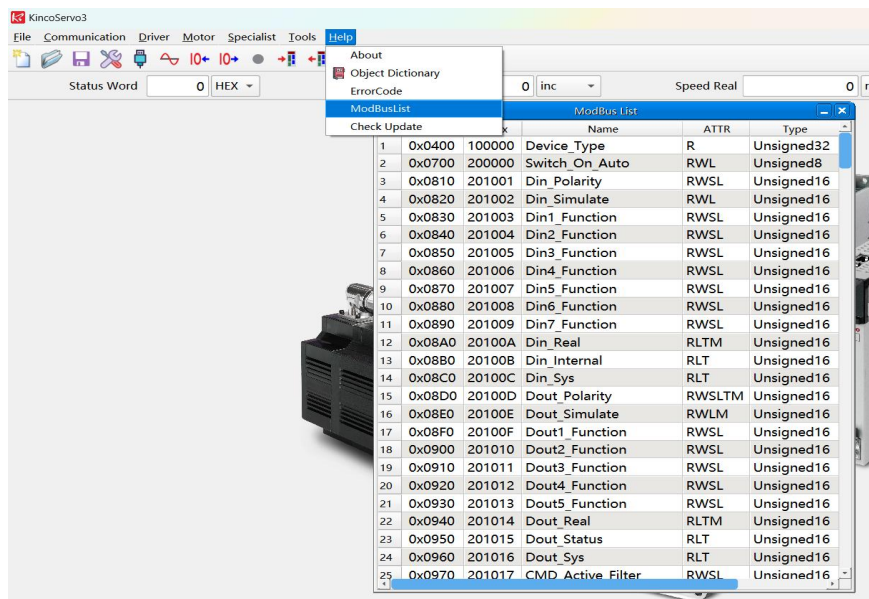 KincoServo3
File Communication Driver Motor Specialist Tools Help
About
Object Dictionary
ErrorCode
ModBusList
Check Update
Status Word 0 HEX 0 inc Speed Real 0
ModBus List
Name ATTR Type
1 0x0400 100000 Device_Type R Unsigned32
2 0x0700 200000 Switch_On_Auto RWL Unsigned8
3 0x0810 201001 Din_Polarity RWSL Unsigned16
4 0x0820 201002 Din_Simulate RWL Unsigned16
5 0x0830 201003 Din1_Function RWSL Unsigned16
6 0x0840 201004 Din2_Function RWSL Unsigned16
7 0x0850 201005 Din3_Function RWSL Unsigned16
8 0x0860 201006 Din4_Function RWSL Unsigned16
9 0x0870 201007 Din5_Function RWSL Unsigned16
10 0x0880 201008 Din6_Function RWSL Unsigned16
11 0x0890 201009 Din7_Function RWSL Unsigned16
12 0x08A0 20100A Din_Real RLTM Unsigned16
13 0x08B0 20100B Din_Internal RLT Unsigned16
14 0x08C0 20100C Din_Sys RLT Unsigned16
15 0x08D0 20100D Dout_Polarity RWSLTM Unsigned16
16 0x08E0 20100E Dout_Simulate RWLM Unsigned16
17 0x08F0 20100F Dout1_Function RWSL Unsigned16
18 0x0900 201010 Dout2_Function RWSL Unsigned16
19 0x0910 201011 Dout3_Function RWSL Unsigned16
20 0x0920 201012 Dout4_Function RWSL Unsigned16
21 0x0930 201013 Dout5_Function RWSL Unsigned16
22 0x0940 201014 Dout_Real RLTM Unsigned16
23 0x0950 201015 Dout_Status RLT Unsigned16
24 0x0960 201016 Dout_Sys RLT Unsigned16
25 0x0970 201017 CMD_Active_Filter RWSL Unsigned16